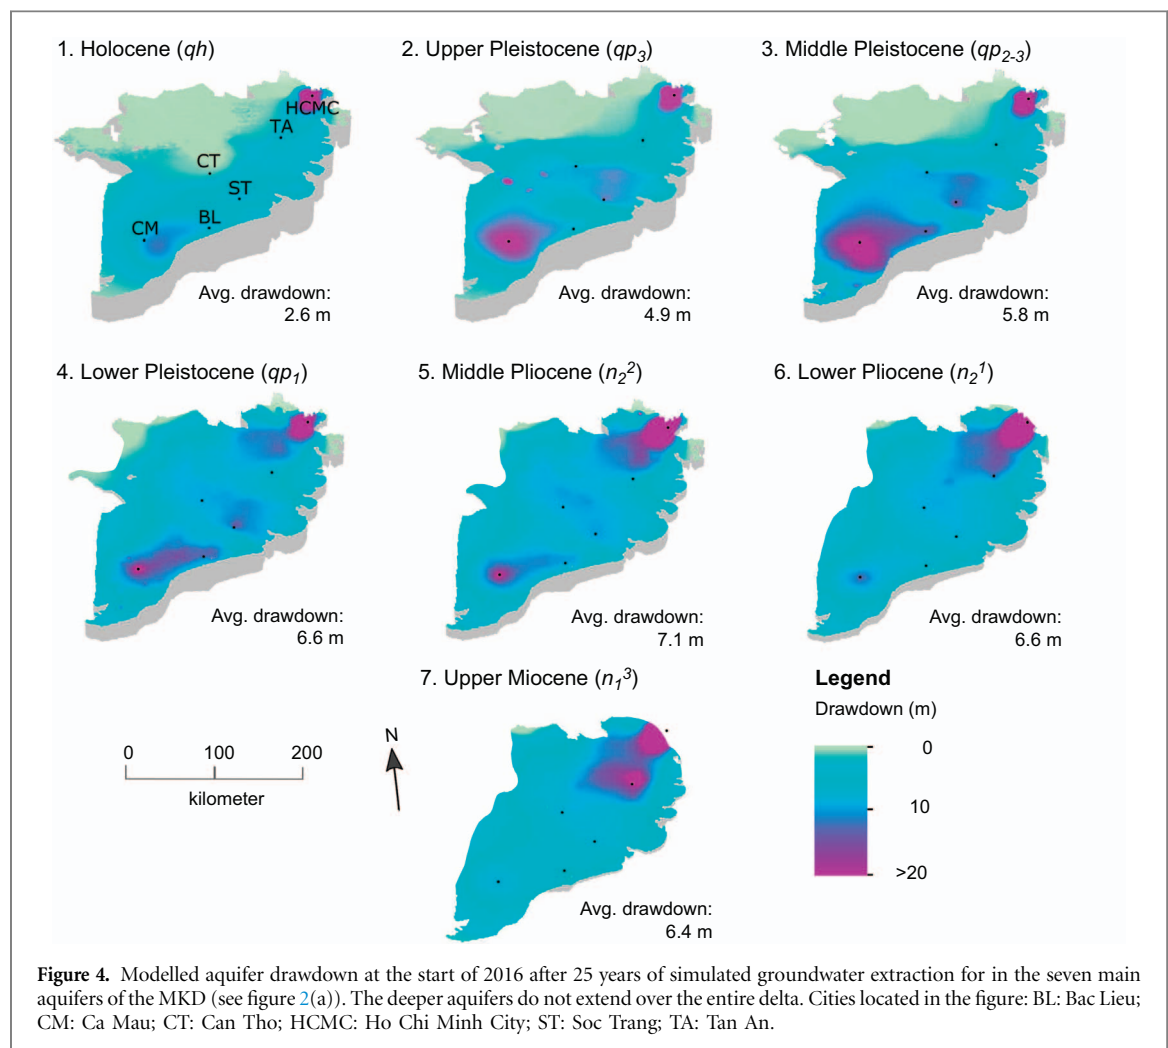 1. Holocene (qh)
2. Upper Pleistocene (qp3)
3. Middle Pleistocene (qp2-3)
HCMC
TA
CT
ST
BL
CM
Avg. drawdown:
2.6 m
Avg. drawdown:
4.9 m
Avg. drawdown:
5.8 m
4. Lower Pleistocene (qp1)
5. Middle Pliocene (n2²)
6. Lower Pliocene (n2¹)
Avg. drawdown:
6.6 m
Avg. drawdown:
7.1 m
Avg. drawdown:
6.6 m
7. Upper Miocene (n1³)
0 100 200
kilometer
N
Avg. drawdown:
6.4 m
Legend
Drawdown (m)
0
10
>20
Figure 4. Modelled aquifer drawdown at the start of 2016 after 25 years of simulated groundwater extraction for in the seven main
aquifers of the MKD (see figure 2(a)). The deeper aquifers do not extend over the entire delta. Cities located in the figure: BL: Bac Lieu;
CM: Ca Mau; CT: Can Tho; HCMC: Ho Chi Minh City; ST: Soc Trang; TA: Tan An.